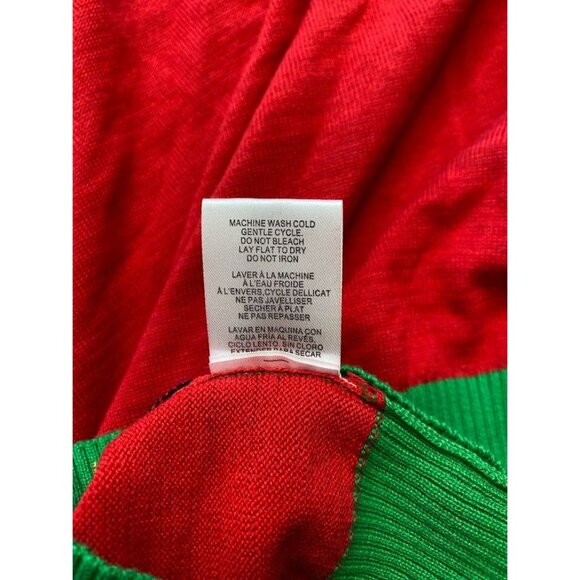 MACHINE WASH COLD
GENTLE CYCLE.
DO NOT BLEACH
LAY FLAT TO DRY
DO NOT IRON
LAVER À LA MACHINE
À L'EAU FROIDE
À L'ENVERS,CYCLE DELLICAT
NE PAS JAVELLISER
SECHER À PLAT
NE PAS REPASSER
LAVAR EN MAQUINA CON
AGUA FRÍA AL REVÉS.
CICLO LENTO. SIN CLORO
EXTENDER PARA SECAR